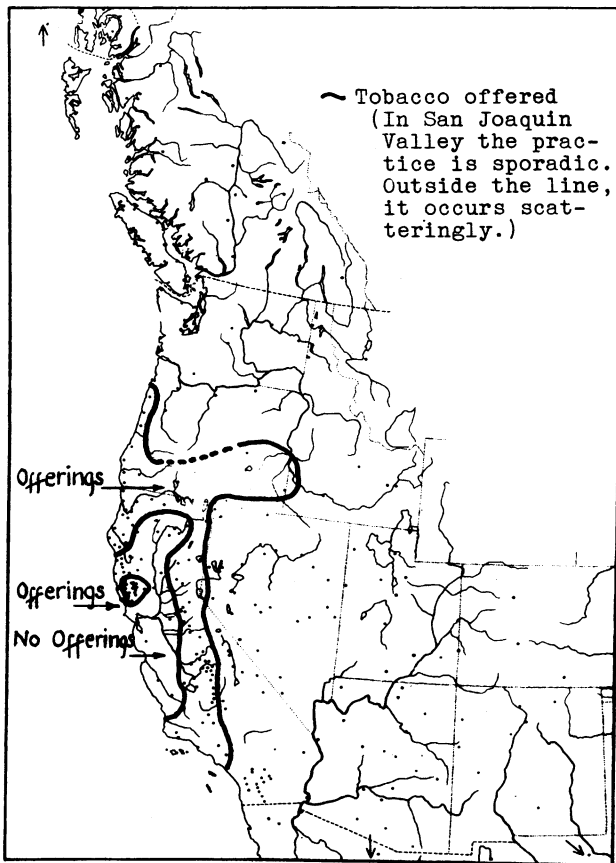 Tobacco offered
(In San Joaquin
Valley the prac-
tice is sporadic.
Outside the line,
it occurs scat-
teringly.)
Offerings
Offerings
No Offerings